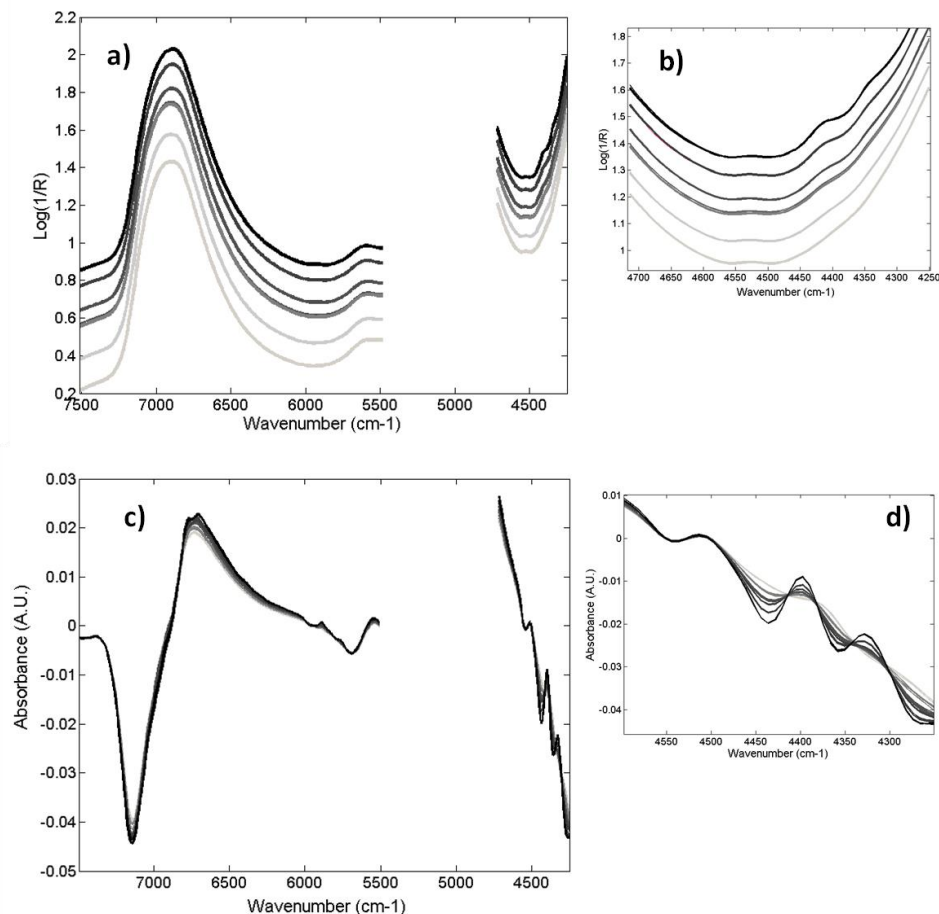 a)
Log(1/R)
2.2
2
1.8
1.6
1.4
1.2
1
0.8
0.6
0.4
0.2
7500 7000 6500 6000 5500 5000 4500
Wavenumber (cm-1)
b)
Log(1/R)
1.8
1.7
1.6
1.5
1.4
1.3
1.2
1.1
1
4700 4650 4600 4550 4500 4450 4400 4350 4300 4250
Wavenumber (cm-1)
c)
Absorbance (A.U.)
0.03
0.02
0.01
0
-0.01
-0.02
-0.03
-0.04
-0.05
7000 6500 6000 5500 5000 4500
Wavenumber (cm-1)
d)
Absorbance (A.U.)
0.01
0
-0.01
-0.02
-0.03
-0.04
4550 4500 4450 4400 4350 4300
Wavenumber (cm-1)